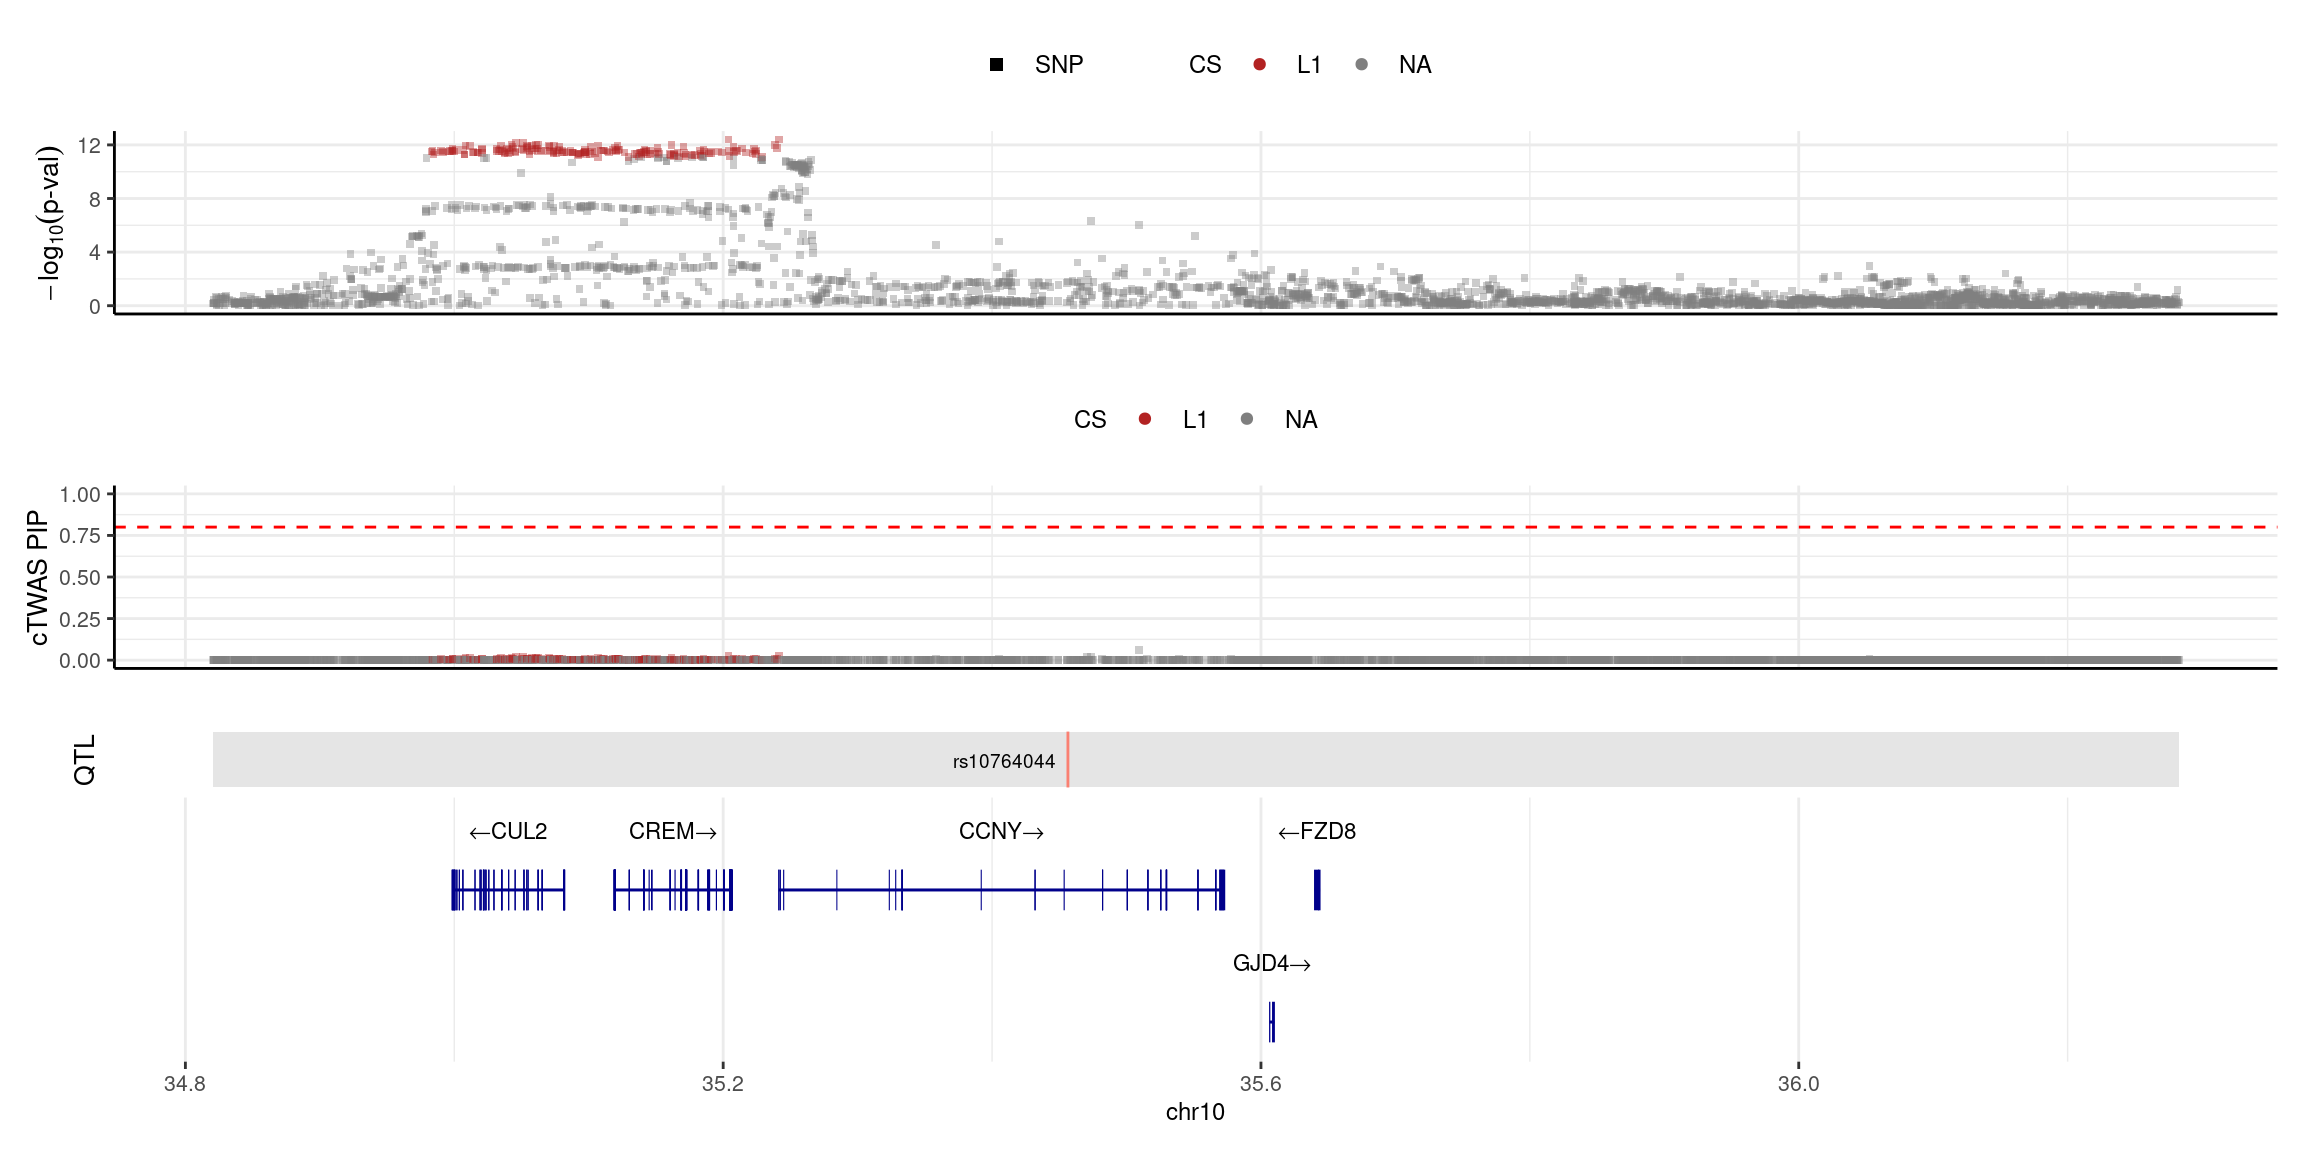 SNP CS L1 NA
−log10(p-val)
12
8
4
0
CS L1 NA
cTWAS PIP
1.00
0.75
0.50
0.25
0.00
QTL
rs10764044
←CUL2 CREM→ CCNY→ ←FZD8
GJD4→
34.8 35.2 35.6 36.0
chr10